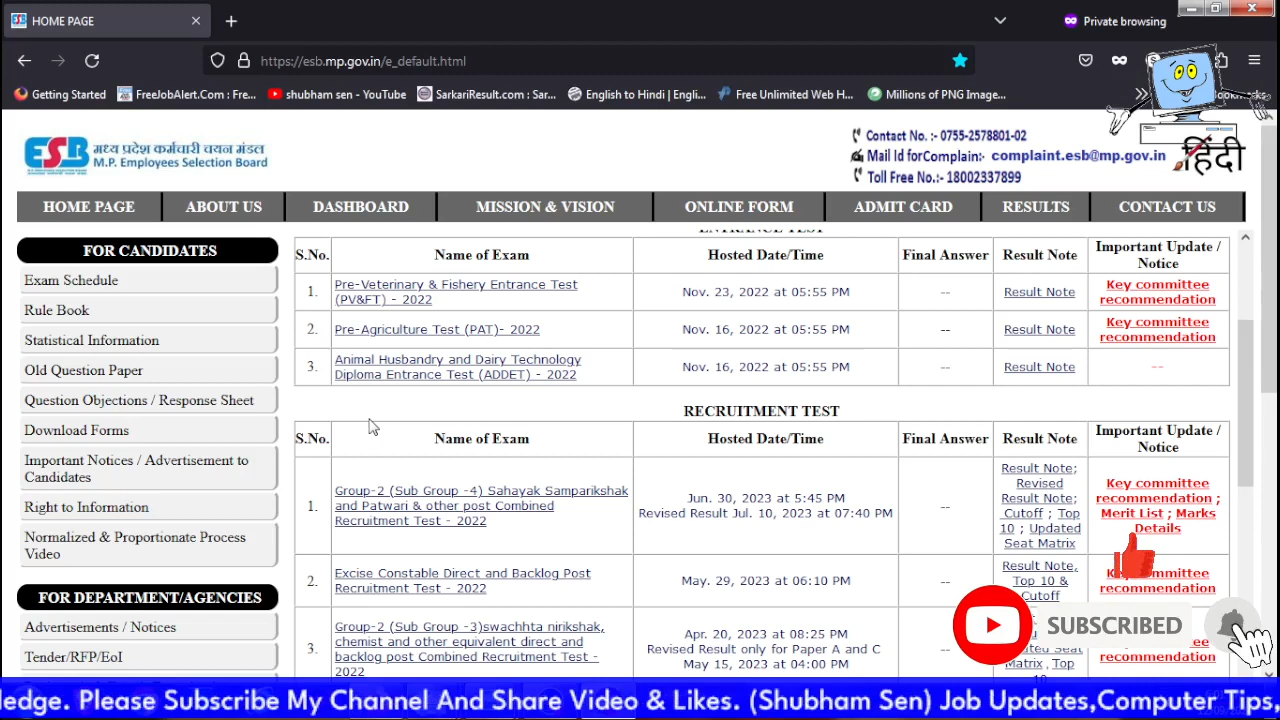 HOME PAGE
Private browsing
https://esb.mp.gov.in/e_default.html
Getting Started
FreeJobAlert.Com : Fre...
shubham sen - YouTube
SarkariResult.com : Sar...
English to Hindi | Engli...
Free Unlimited Web H...
Millions of PNG Image...
ESB
मध्य प्रदेश कर्मचारी चयन मंडल
M.P. Employees Selection Board
Contact No. :- 0755-2578801-02
Mail Id forComplain:- complaint.esb@mp.gov.in
Toll Free No.:- 18002337899
हिंदी
HOME PAGE
ABOUT US
DASHBOARD
MISSION & VISION
ONLINE FORM
ADMIT CARD
RESULTS
CONTACT US
FOR CANDIDATES
Exam Schedule
Rule Book
Statistical Information
Old Question Paper
Question Objections / Response Sheet
Download Forms
Important Notices / Advertisement to
Candidates
Right to Information
Normalized & Proportionate Process
Video
FOR DEPARTMENT/AGENCIES
Advertisements / Notices
Tender/RFP/EoI
ENTRANCE TEST
S.No.
Name of Exam
Hosted Date/Time
Final Answer
Result Note
Important Update /
Notice
1.
Pre-Veterinary & Fishery Entrance Test
(PV&FT) - 2022
Nov. 23, 2022 at 05:55 PM
--
Result Note
Key committee
recommendation
2.
Pre-Agriculture Test (PAT)- 2022
Nov. 16, 2022 at 05:55 PM
--
Result Note
Key committee
recommendation
3.
Animal Husbandry and Dairy Technology
Diploma Entrance Test (ADDET) - 2022
Nov. 16, 2022 at 05:55 PM
--
Result Note
--
RECRUITMENT TEST
S.No.
Name of Exam
Hosted Date/Time
Final Answer
Result Note
Important Update /
Notice
1.
Group-2 (Sub Group -4) Sahayak Samparikshak
and Patwari & other post Combined
Recruitment Test - 2022
Jun. 30, 2023 at 5:45 PM
Revised Result Jul. 10, 2023 at 07:40 PM
--
Result Note;
Revised
Result Note;
Cutoff ; Top
10 ; Updated
Seat Matrix
Key committee
recommendation ;
Merit List ; Marks
Details
2.
Excise Constable Direct and Backlog Post
Recruitment Test - 2022
May. 29, 2023 at 06:10 PM
--
Result Note,
Top 10 &
Cutoff
recommendation
3.
Group-2 (Sub Group -3)swachhta nirikshak,
chemist and other equivalent direct and
backlog post Combined Recruitment Test -
2022
Apr. 20, 2023 at 08:25 PM
Revised Result only for Paper A and C
May 15, 2023 at 04:00 PM
--
Matrix , Top
10
recommendation
SUBSCRIBED
ledge. Please Subscribe My Channel And Share Video & Likes. (Shubham Sen) Job Updates,Computer Tips,